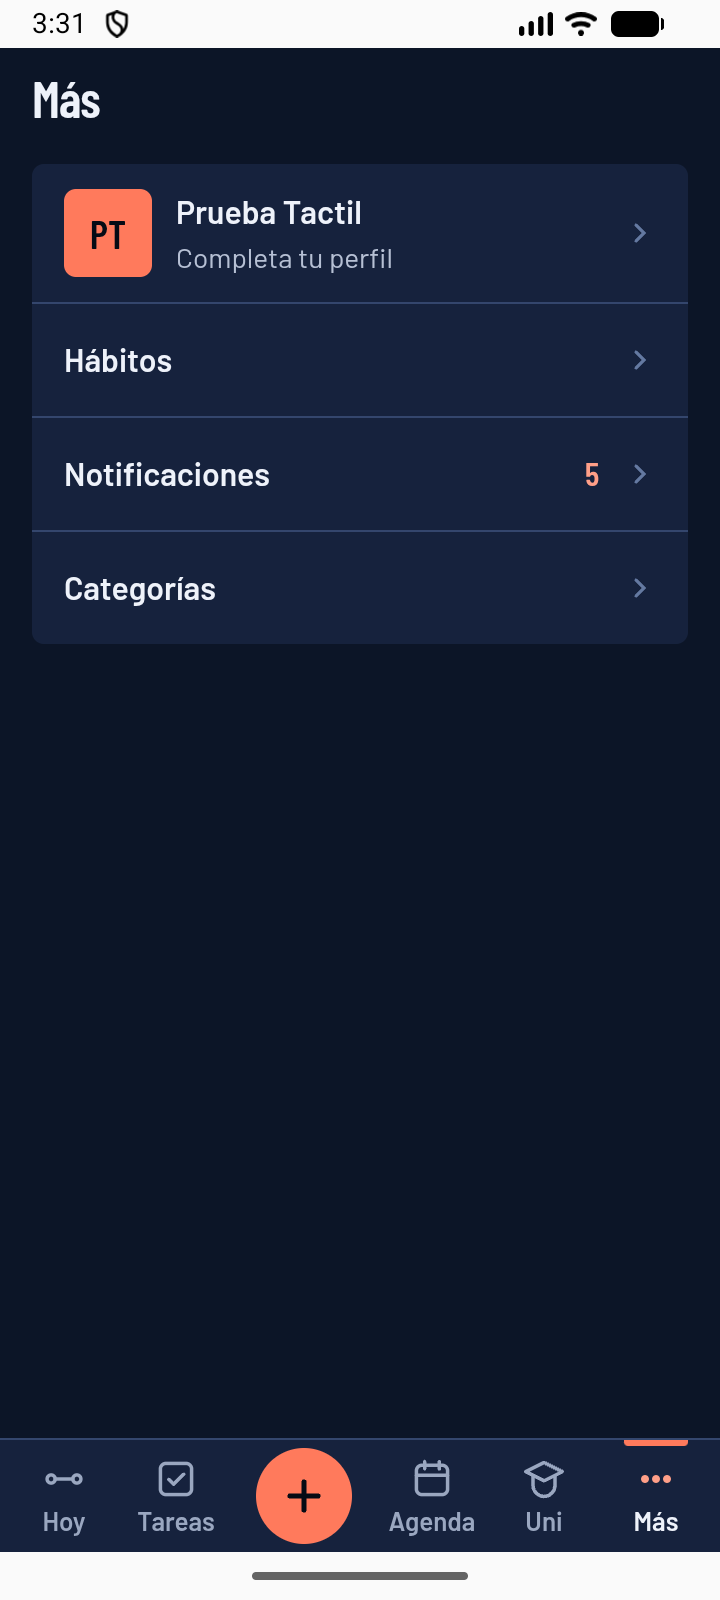 3:31
Más
PT
Prueba Tactil
Completa tu perfil
Hábitos
Notificaciones 5
Categorías
Hoy Tareas Agenda Uni Más